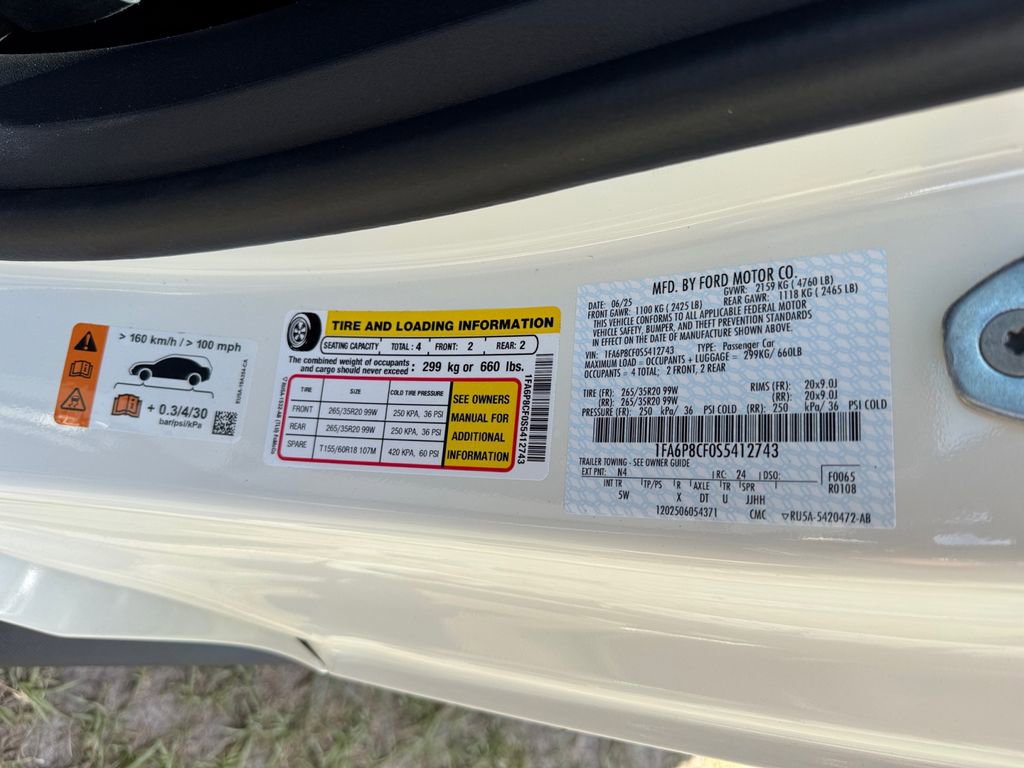 > 160 km/h / > 100 mph
+ 0.3/4/30
bar/psi/kPa
TIRE AND LOADING INFORMATION
SEATING CAPACITY TOTAL : 4 FRONT: 2 REAR: 2
The combined weight of occupants
and cargo should never exceed : 299 kg or 660 lbs.
TIRE SIZE COLD TIRE PRESSURE
FRONT 265/35R20 99W 250 KPA, 36 PSI
REAR 265/35R20 99W 250 KPA, 36 PSI
SPARE T155/60R18 107M 420 KPA, 60 PSI
SEE OWNERS
MANUAL FOR
ADDITIONAL
INFORMATION
1FA6P8CF0S5412743
MFD. BY FORD MOTOR CO.
DATE: 06/25 GVWR: 2159 KG ( 4760 LB)
FRONT GAWR: 1100 KG ( 2425 LB) REAR GAWR: 1118 KG ( 2465 LB)
THIS VEHICLE CONFORMS TO ALL APPLICABLE FEDERAL MOTOR
VEHICLE SAFETY, BUMPER, AND THEFT PREVENTION STANDARDS
IN EFFECT ON THE DATE OF MANUFACTURE SHOWN ABOVE.
VIN: 1FA6P8CF0S5412743 TYPE: Passenger Car
MAXIMUM LOAD = OCCUPANTS + LUGGAGE = 299KG/ 660LB
OCCUPANTS = 4 TOTAL; 2 FRONT, 2 REAR
TIRE (FR): 265/35R20 99W RIMS (FR): 20x9.0J
(RR): 265/35R20 99W (RR): 20x9.0J
PRESSURE (FR): 250 kPa/ 36 PSI COLD (RR): 250 kPa/ 36 PSI COLD
1FA6P8CF0S5412743
TRAILER TOWING - SEE OWNER GUIDE
EXT PNT: N4 RC: 24 DSO: F0065
INT TR TP/PS R AXLE TR SPR R0108
5W X DT U JJHH
1202506054371 CMC ▽RU5A-5420472-AB